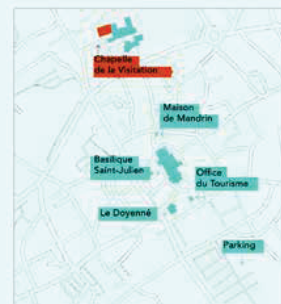 Chapelle
de la Visitation
Maison
de Mandrin
Basilique
Saint-Julien
Office
du Tourisme
Le Doyenné
Parking